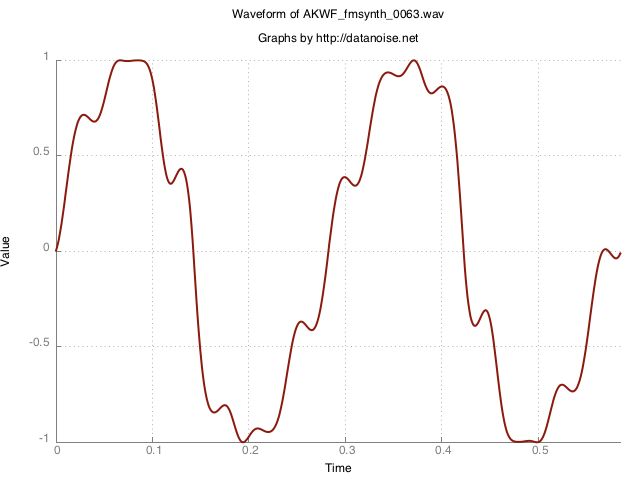 Waveform of AKWF_fmsynth_0063.wav
Graphs by http://datanoise.net
1
0.5
0
-0.5
-1
Value
0 0.1 0.2 0.3 0.4 0.5
Time